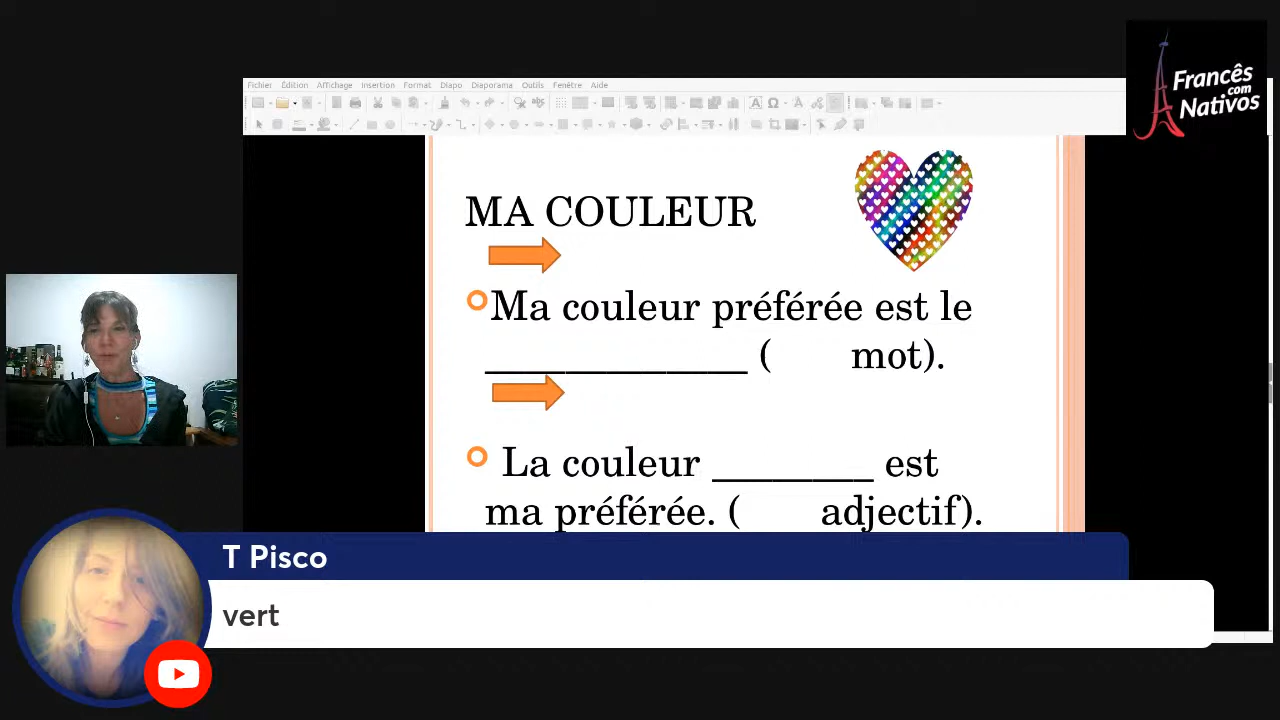 Francês
com
Nativos
Fichier Édition Affichage Insertion Format Diapo Diaporama Outils Fenêtre Aide
MA COULEUR
Ma couleur préférée est le
_____________ ( mot).
La couleur ________ est
ma préférée. ( adjectif).
T Pisco
vert